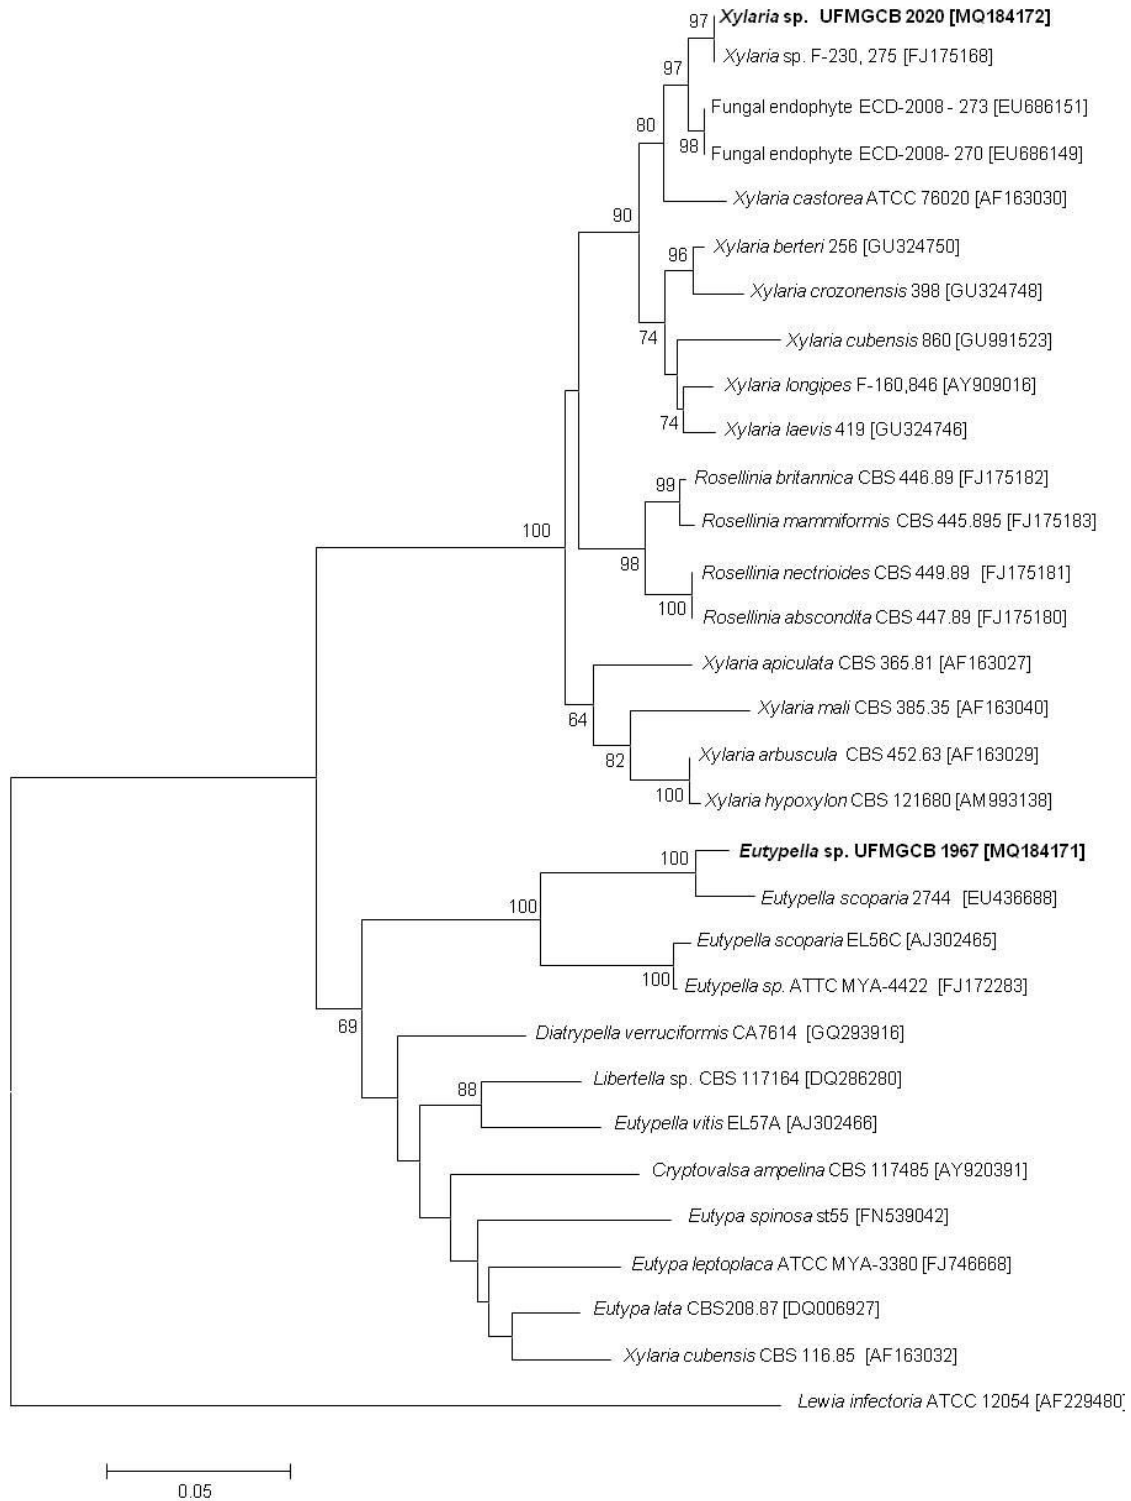 97
Xylaria sp. UFMGCB 2020 [MQ184172]
Xylaria sp. F-230, 275 [FJ175168]
97
Fungal endophyte ECD-2008 - 273 [EU686151]
80
98
Fungal endophyte ECD-2008- 270 [EU686149]
Xylaria castorea ATCC 76020 [AF163030]
90
Xylaria berteri 256 [GU324750]
96
Xylaria crozonensis 398 [GU324748]
74
Xylaria cubensis 860 [GU991523]
Xylaria longipes F-160,846 [AY909016]
74
Xylaria laevis 419 [GU324746]
Rosellinia britannica CBS 446.89 [FJ175182]
99
Rosellinia mammiformis CBS 445.895 [FJ175183]
100
98
Rosellinia nectrioides CBS 449.89 [FJ175181]
100
Rosellinia abscondita CBS 447.89 [FJ175180]
Xylaria apiculata CBS 365.81 [AF163027]
64
Xylaria mali CBS 385.35 [AF163040]
82
Xylaria arbuscula CBS 452.63 [AF163029]
100
Xylaria hypoxylon CBS 121680 [AM993138]
100
Eutypella sp. UFMGCB 1967 [MQ184171]
Eutypella scoparia 2744 [EU436688]
100
Eutypella scoparia EL56C [AJ302465]
100
Eutypella sp. ATTC MYA-4422 [FJ172283]
69
Diatrypella verruciformis CA7614 [GQ293916]
Libertella sp. CBS 117164 [DQ286280]
88
Eutypella vitis EL57A [AJ302466]
Cryptovalsa ampelina CBS 117485 [AY920391]
Eutypa spinosa st55 [FN539042]
Eutypa leptoplaca ATCC MYA-3380 [FJ746668]
Eutypa lata CBS208.87 [DQ006927]
Xylaria cubensis CBS 116.85 [AF163032]
Lewia infectoria ATCC 12054 [AF229480]
0.05